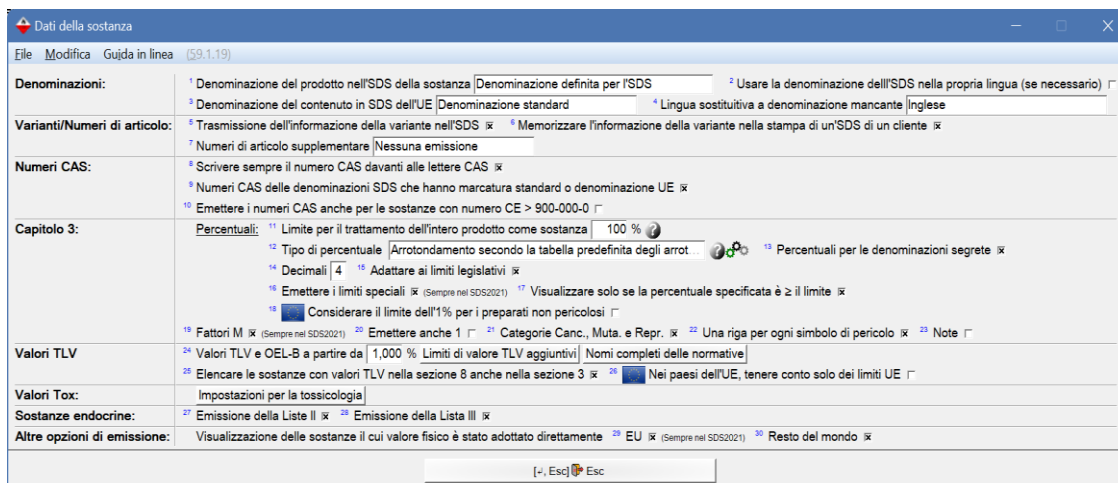 Dati della sostanza
File Modifica Guida in linea (59.1.19)
Denominazioni: 1 Denominazione del prodotto nell'SDS della sostanza Denominazione definita per l'SDS 2 Usare la denominazione delll'SDS nella propria lingua (se necessario)
3 Denominazione del contenuto in SDS dell'UE Denominazione standard 4 Lingua sostitutiva a denominazione mancante Inglese
Varianti/Numeri di articolo: 5 Trasmissione dell'informazione della variante nell'SDS 6 Memorizzare l'informazione della variante nella stampa di un'SDS di un cliente
7 Numeri di articolo supplementare Nessuna emissione
Numeri CAS: 8 Scrivere sempre il numero CAS davanti alle lettere CAS
9 Numeri CAS delle denominazioni SDS che hanno marcatura standard o denominazione UE
10 Emettere i numeri CAS anche per le sostanze con numero CE > 900-000-0
Capitolo 3: Percentuali: 11 Limite per il trattamento dell'intero prodotto come sostanza 100 %
12 Tipo di percentuale Arrotondamento secondo la tabella predefinita degli arrot... 13 Percentuali per le denominazioni segrete
14 Decimali 4 15 Adattare ai limiti legislativi
16 Emettere i limiti speciali (Sempre nel SDS2021) 17 Visualizzare solo se la percentuale specificata è ≥ il limite
18 Considerare il limite dell'1% per i preparati non pericolosi
19 Fattori M (Sempre nel SDS2021) 20 Emettere anche 1 21 Categorie Canc., Muta. e Repr. 22 Una riga per ogni simbolo di pericolo 23 Note
Valori TLV 24 Valori TLV e OEL-B a partire da 1,000 % Limiti di valore TLV aggiuntivi Nomi completi delle normative
25 Elencare le sostanze con valori TLV nella sezione 8 anche nella sezione 3 26 Nei paesi dell'UE, tenere conto solo dei limiti UE
Valori Tox: Impostazioni per la tossicologia
Sostanze endocrine: 27 Emissione della Liste II 28 Emissione della Lista III
Altre opzioni di emissione: Visualizzazione delle sostanze il cui valore fisico è stato adottato direttamente 29 EU (Sempre nel SDS2021) 30 Resto del mondo
[↵, Esc] Esc